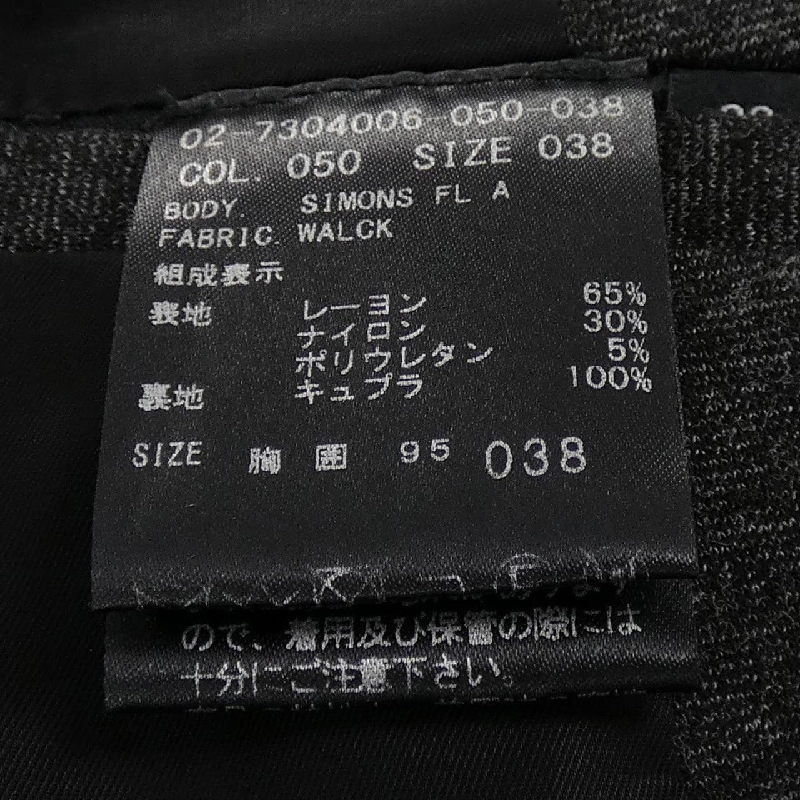 02-7304006-050-038
COL. 050 SIZE 038
BODY. SIMONS FL A
FABRIC. WALCK
組成表示
表地 レーヨン 65%
ナイロン 30%
ポリウレタン 5%
裏地 キュプラ 100%
SIZE 胸囲 95 038
ので、着用及び保管の際には
十分にご注意下さい。